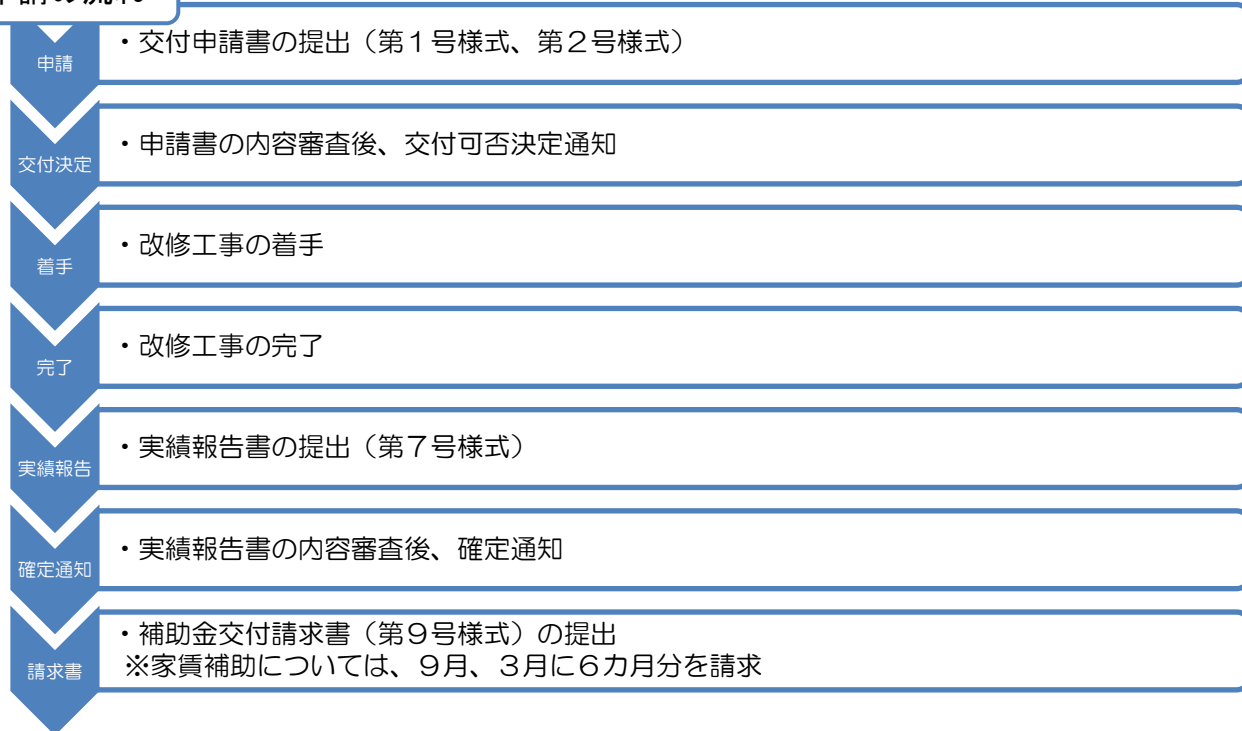 申請の流れ
申請
・交付申請書の提出（第１号様式、第２号様式）
交付決定
・申請書の内容審査後、交付可否決定通知
着手
・改修工事の着手
完了
・改修工事の完了
実績報告
・実績報告書の提出（第７号様式）
確定通知
・実績報告書の内容審査後、確定通知
請求書
・補助金交付請求書（第９号様式）の提出
※家賃補助については、９月、３月に６カ月分を請求